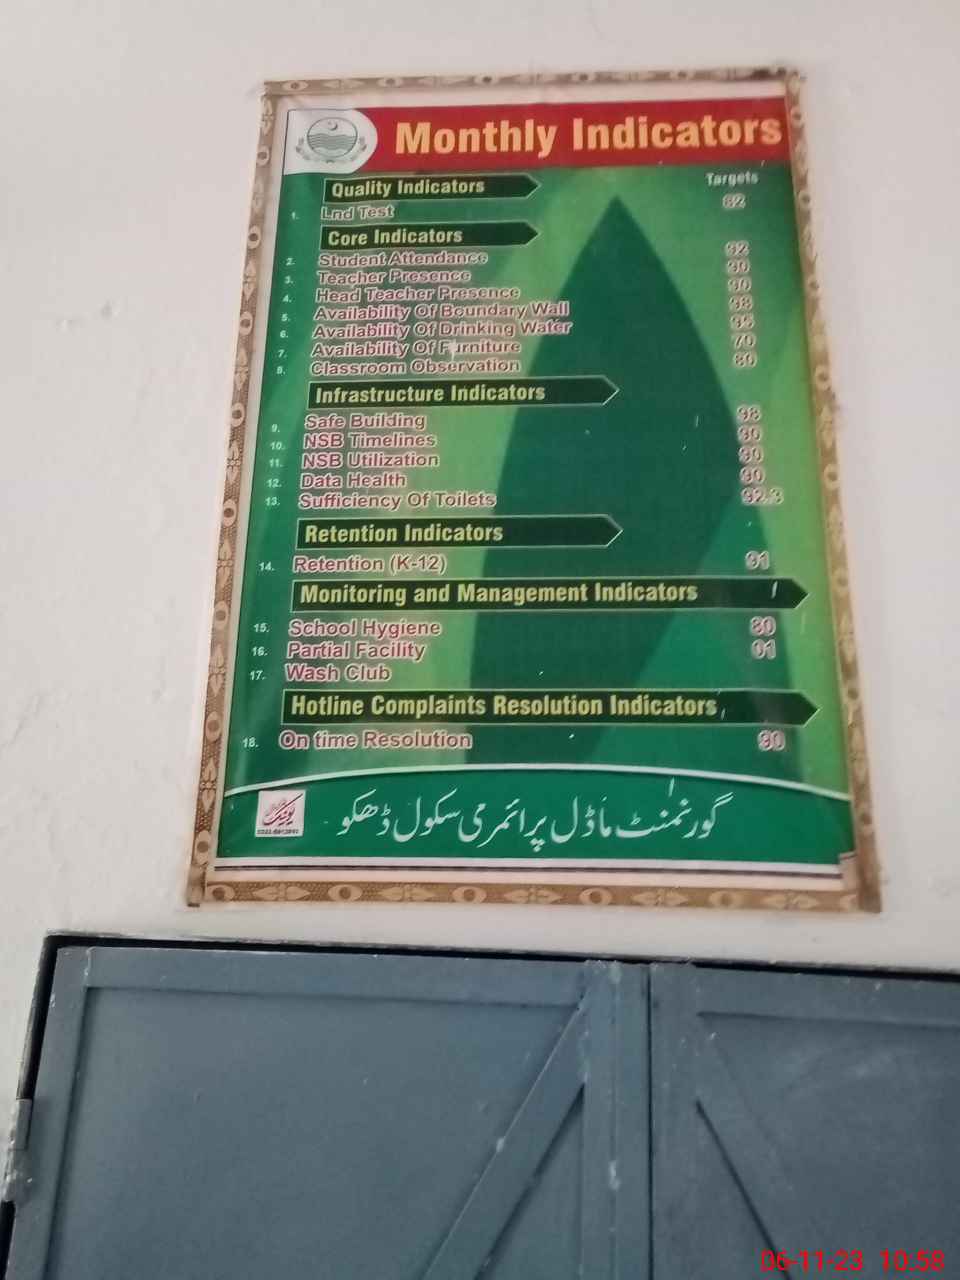 Monthly Indicators
Targets
Quality Indicators
1. Lnd Test 82
Core Indicators
2. Student Attendance 92
3. Teacher Presence 90
4. Head Teacher Presence 90
5. Availability Of Boundary Wall 98
6. Availability Of Drinking Water 95
7. Availability Of Furniture 70
8. Classroom Observation 80
Infrastructure Indicators
9. Safe Building 98
10. NSB Timelines 90
11. NSB Utilization 90
12. Data Health 90
13. Sufficiency Of Toilets 92.3
Retention Indicators
14. Retention (K-12) 91
Monitoring and Management Indicators
15. School Hygiene 80
16. Partial Facility 01
17. Wash Club
Hotline Complaints Resolution Indicators
18. On time Resolution 90
گورنمنٹ ماڈل پرائمری سکول ڈھکو
06-11-23 10:58